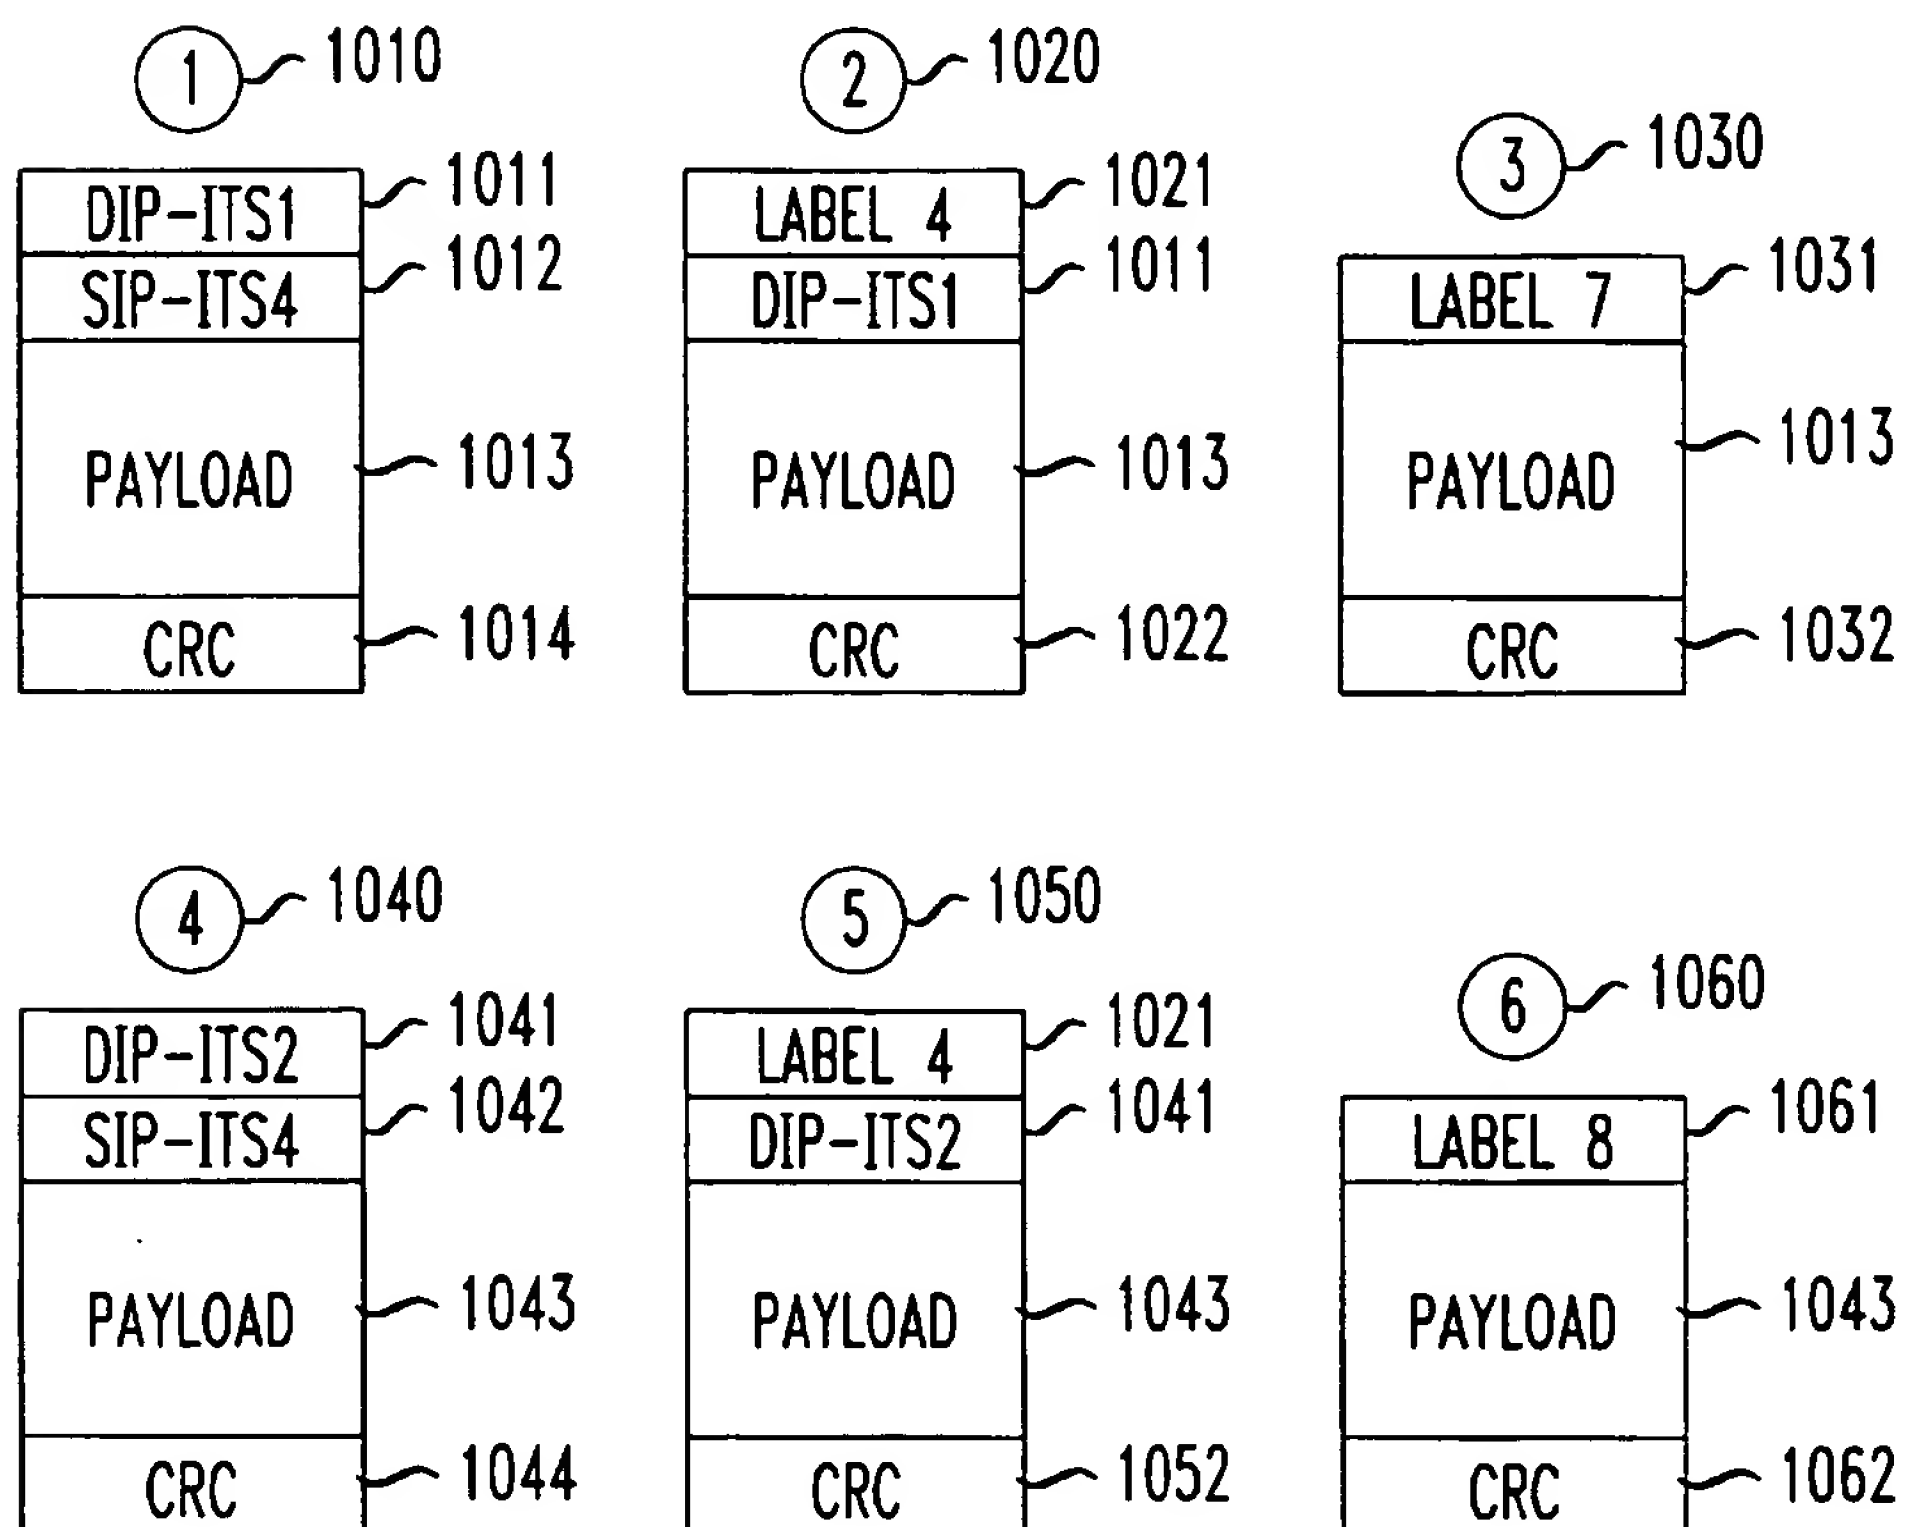 1 1010
DIP-ITS1 1011
SIP-ITS4 1012
PAYLOAD 1013
CRC 1014
2 1020
LABEL 4 1021
DIP-ITS1 1011
PAYLOAD 1013
CRC 1022
3 1030
LABEL 7 1031
PAYLOAD 1013
CRC 1032
4 1040
DIP-ITS2 1041
SIP-ITS4 1042
PAYLOAD 1043
CRC 1044
5 1050
LABEL 4 1021
DIP-ITS2 1041
PAYLOAD 1043
CRC 1052
6 1060
LABEL 8 1061
PAYLOAD 1043
CRC 1062